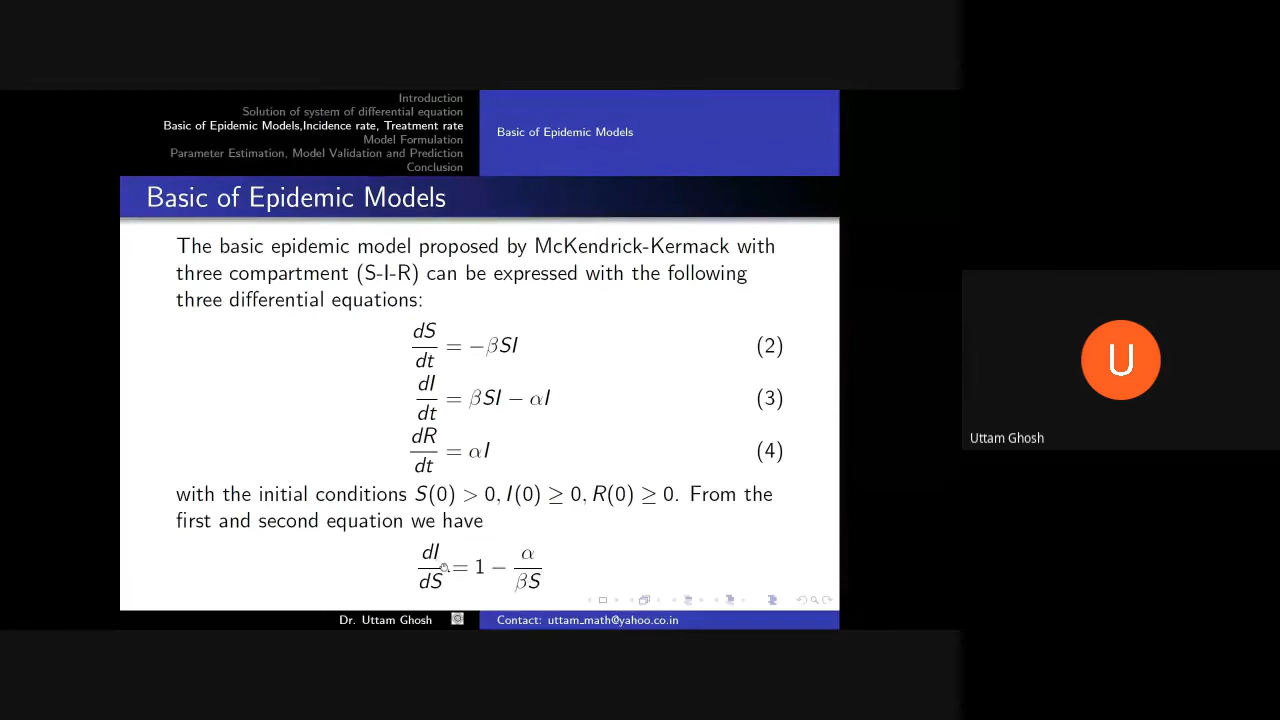 Introduction
Solution of system of differential equation
Basic of Epidemic Models,Incidence rate, Treatment rate
Model Formulation
Parameter Estimation, Model Validation and Prediction
Conclusion
Basic of Epidemic Models
Basic of Epidemic Models
The basic epidemic model proposed by McKendrick-Kermack with
three compartment (S-I-R) can be expressed with the following
three differential equations:
dS/dt = −βSI (2)
dI/dt = βSI − αI (3)
dR/dt = αI (4)
with the initial conditions S(0) > 0, I(0) ≥ 0, R(0) ≥ 0. From the
first and second equation we have
dI/dS = 1 − α/βS
Dr. Uttam Ghosh
Contact: uttam_math@yahoo.co.in
U
Uttam Ghosh